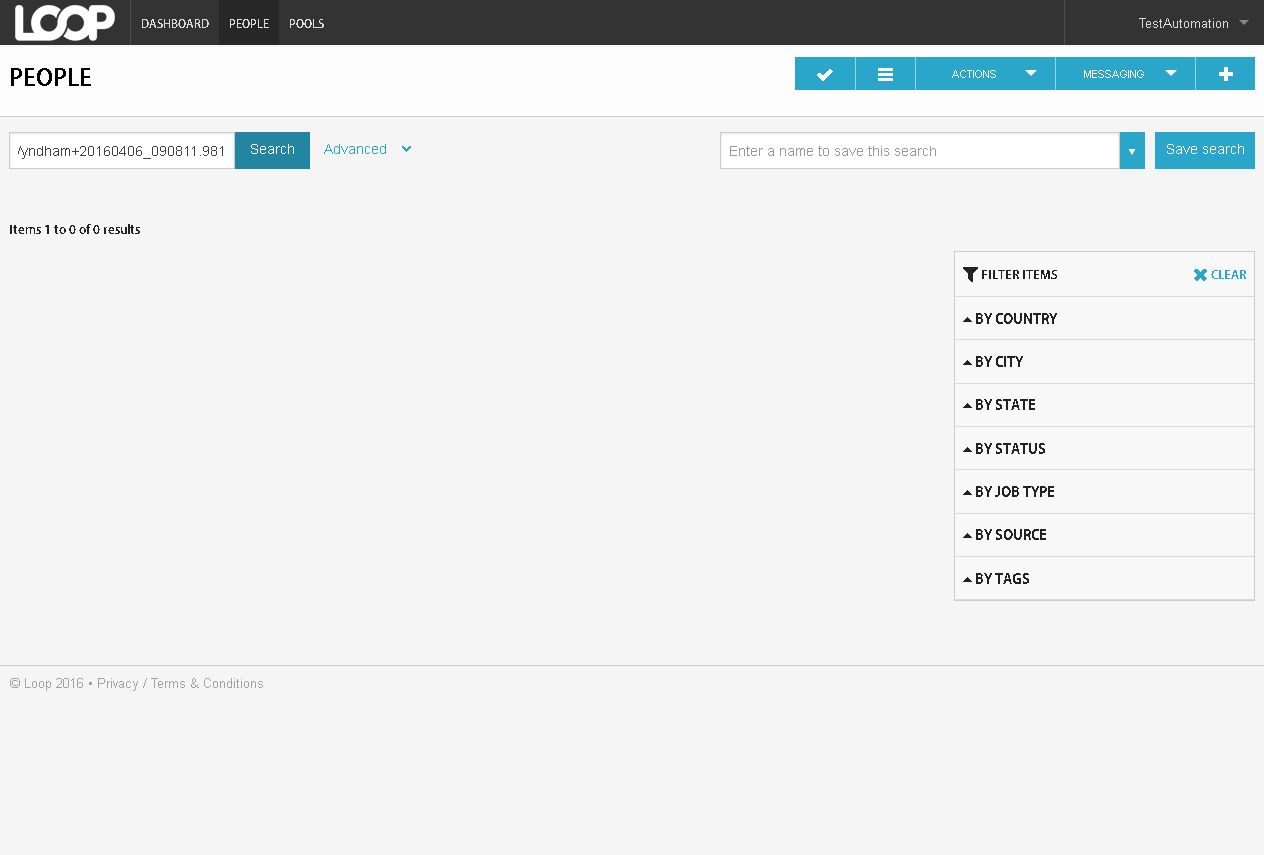 LOOP DASHBOARD PEOPLE POOLS TestAutomation
PEOPLE
ACTIONS MESSAGING
yndham+20160406_090811.981 Search Advanced Enter a name to save this search Save search
Items 1 to 0 of 0 results
FILTER ITEMS CLEAR
BY COUNTRY
BY CITY
BY STATE
BY STATUS
BY JOB TYPE
BY SOURCE
BY TAGS
© Loop 2016 • Privacy / Terms & Conditions